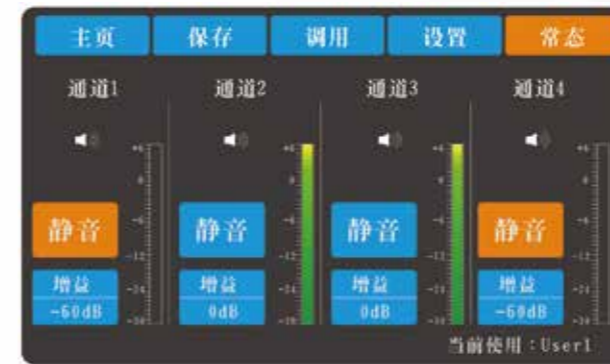 主页 保存 调用 设置 常态
通道1 通道2 通道3 通道4
静音 静音 静音 静音
增益 增益 增益 增益
-60dB 0dB 0dB -60dB
当前使用：User1